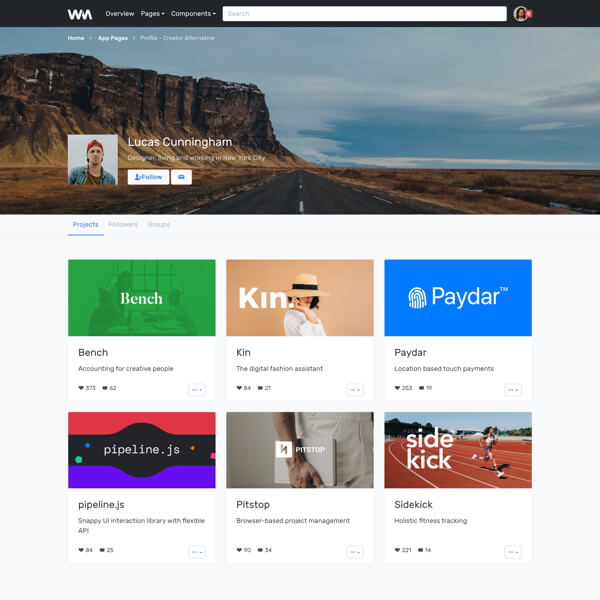 WM Overview Pages Components Search 6
Home App Pages Profile - Creator Alternative
Lucas Cunningham
Designer, living and working in New York City
Follow
Projects Followers Groups
Bench
Kin.
Paydar™
Bench
Accounting for creative people
373 62
Kin
The digital fashion assistant
84 21
Paydar
Location based touch payments
253 19
pipeline.js
PITSTOP
side
kick
pipeline.js
Snappy UI interaction library with flexible
API
84 25
Pitstop
Browser-based project management
90 34
Sidekick
Holistic fitness tracking
221 14